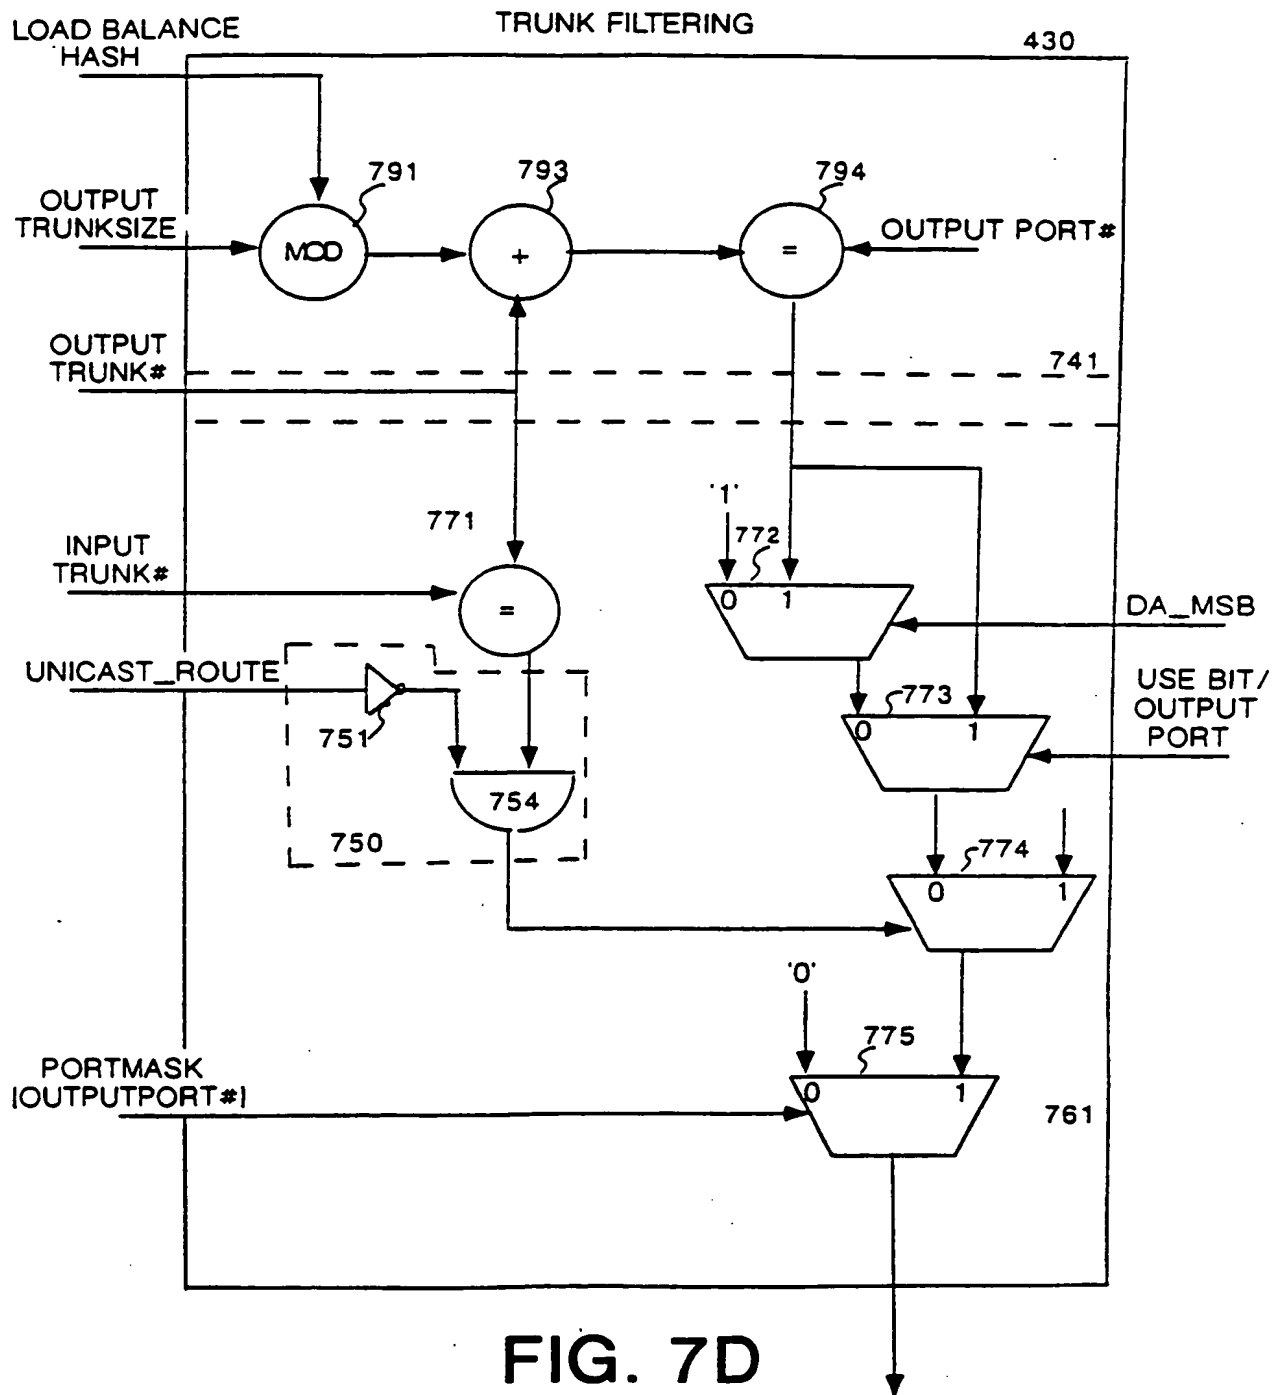 TRUNK FILTERING
430
LOAD BALANCE
HASH
791
793
794
OUTPUT
TRUNKSIZE
MOD
+
=
OUTPUT PORT#
OUTPUT
TRUNK#
741
'1'
771
772
INPUT
TRUNK#
=
0 1
DA_MSB
UNICAST_ROUTE
751
773
0 1
USE BIT/
OUTPUT
PORT
754
750
774
0 1
'0'
775
PORTMASK
[OUTPUTPORT#]
0 1
761
FIG. 7D